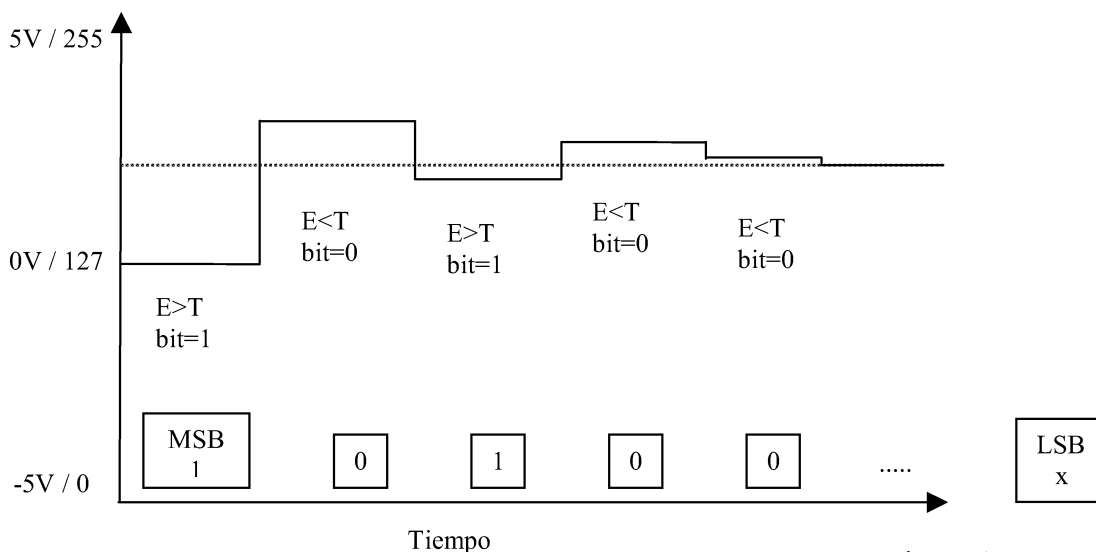 5V / 255
E<T
bit=0
E>T
bit=1
E<T
bit=0
E<T
bit=0
0V / 127
E>T
bit=1
MSB
1
0
1
0
0
.....
LSB
x
-5V / 0
Tiempo